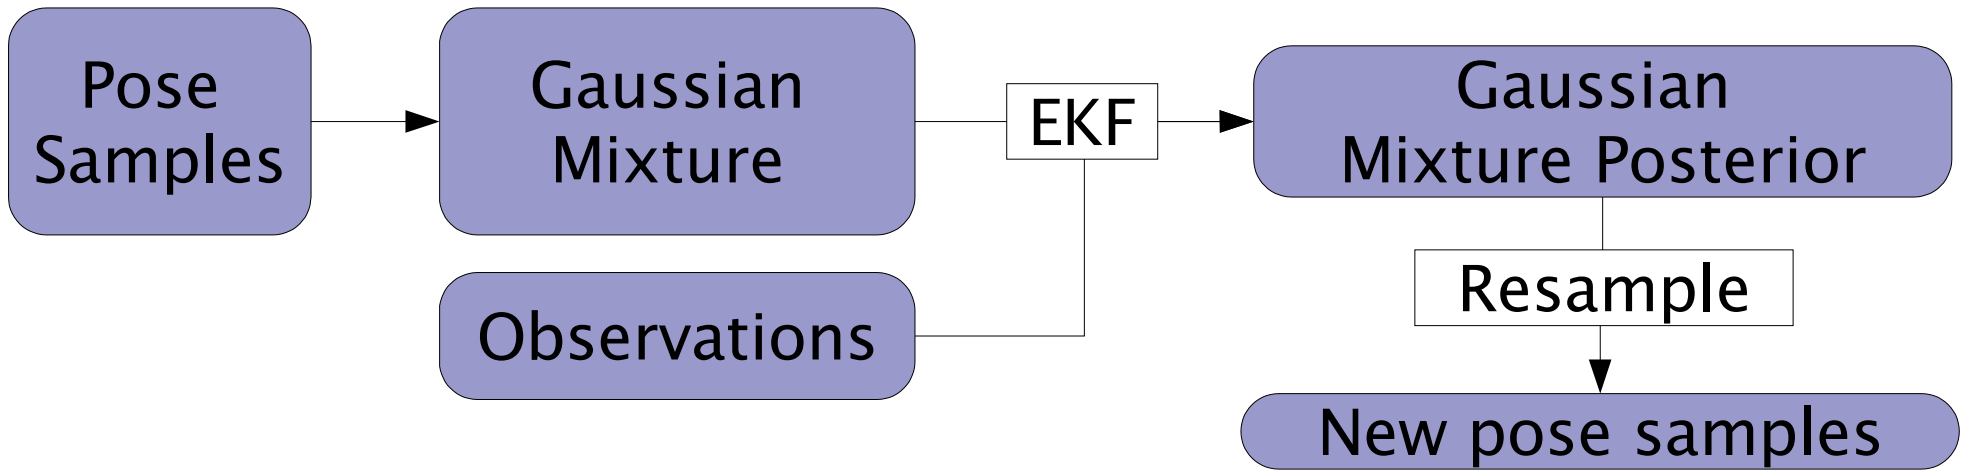 Pose
Samples
Gaussian
Mixture
EKF
Gaussian
Mixture Posterior
Observations
Resample
New pose samples